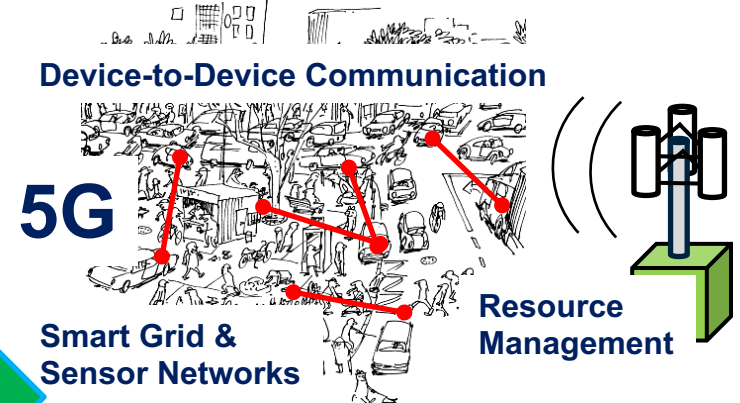 Device-to-Device Communication
5G
Resource
Management
Smart Grid &
Sensor Networks